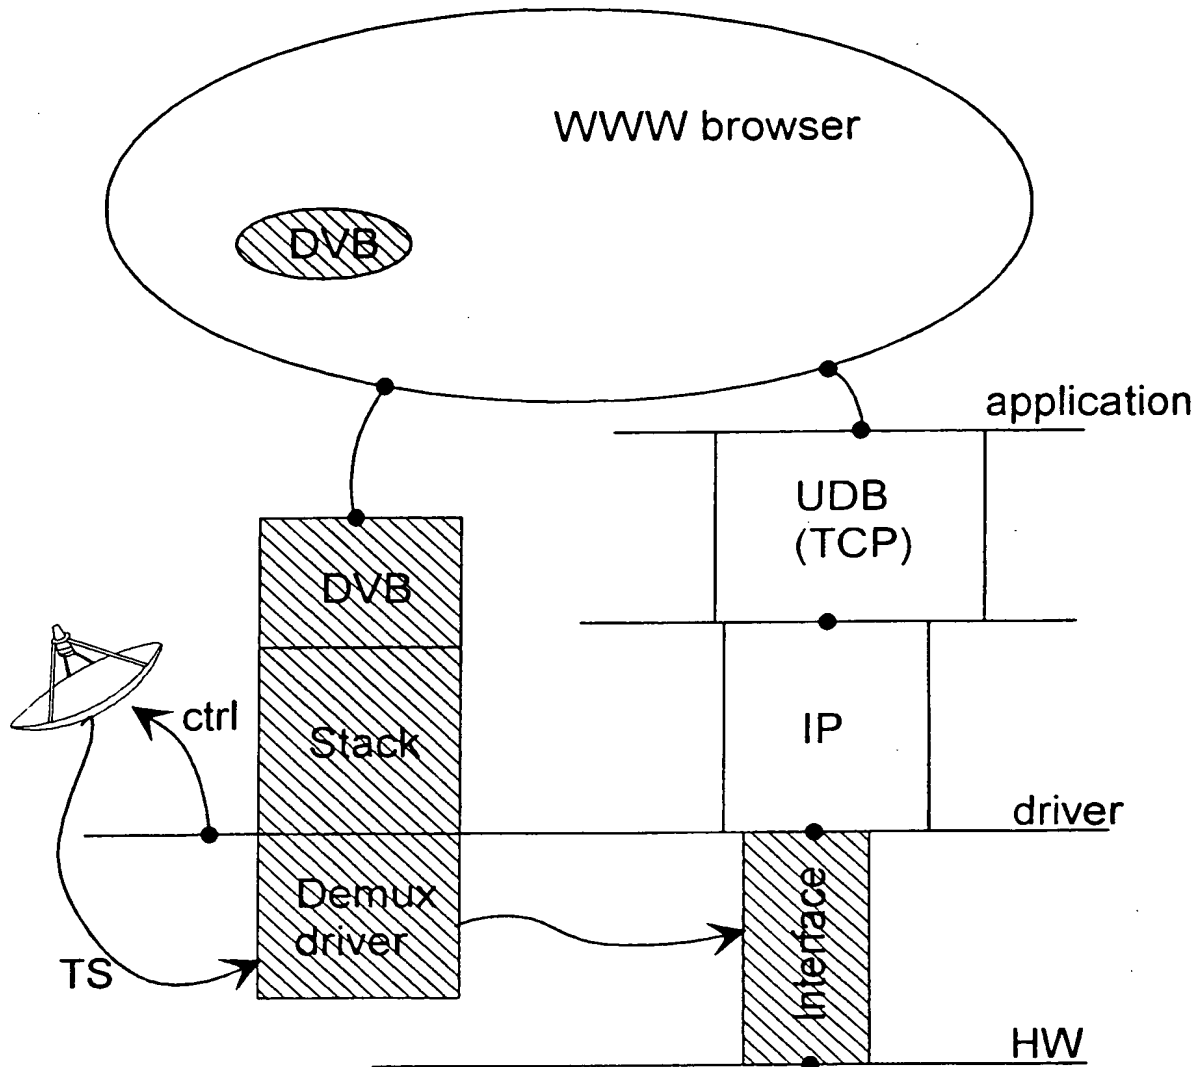 WWW browser
DVB
application
UDB
(TCP)
DVB
ctrl
Stack
IP
driver
Demux
driver
Interface
TS
HW